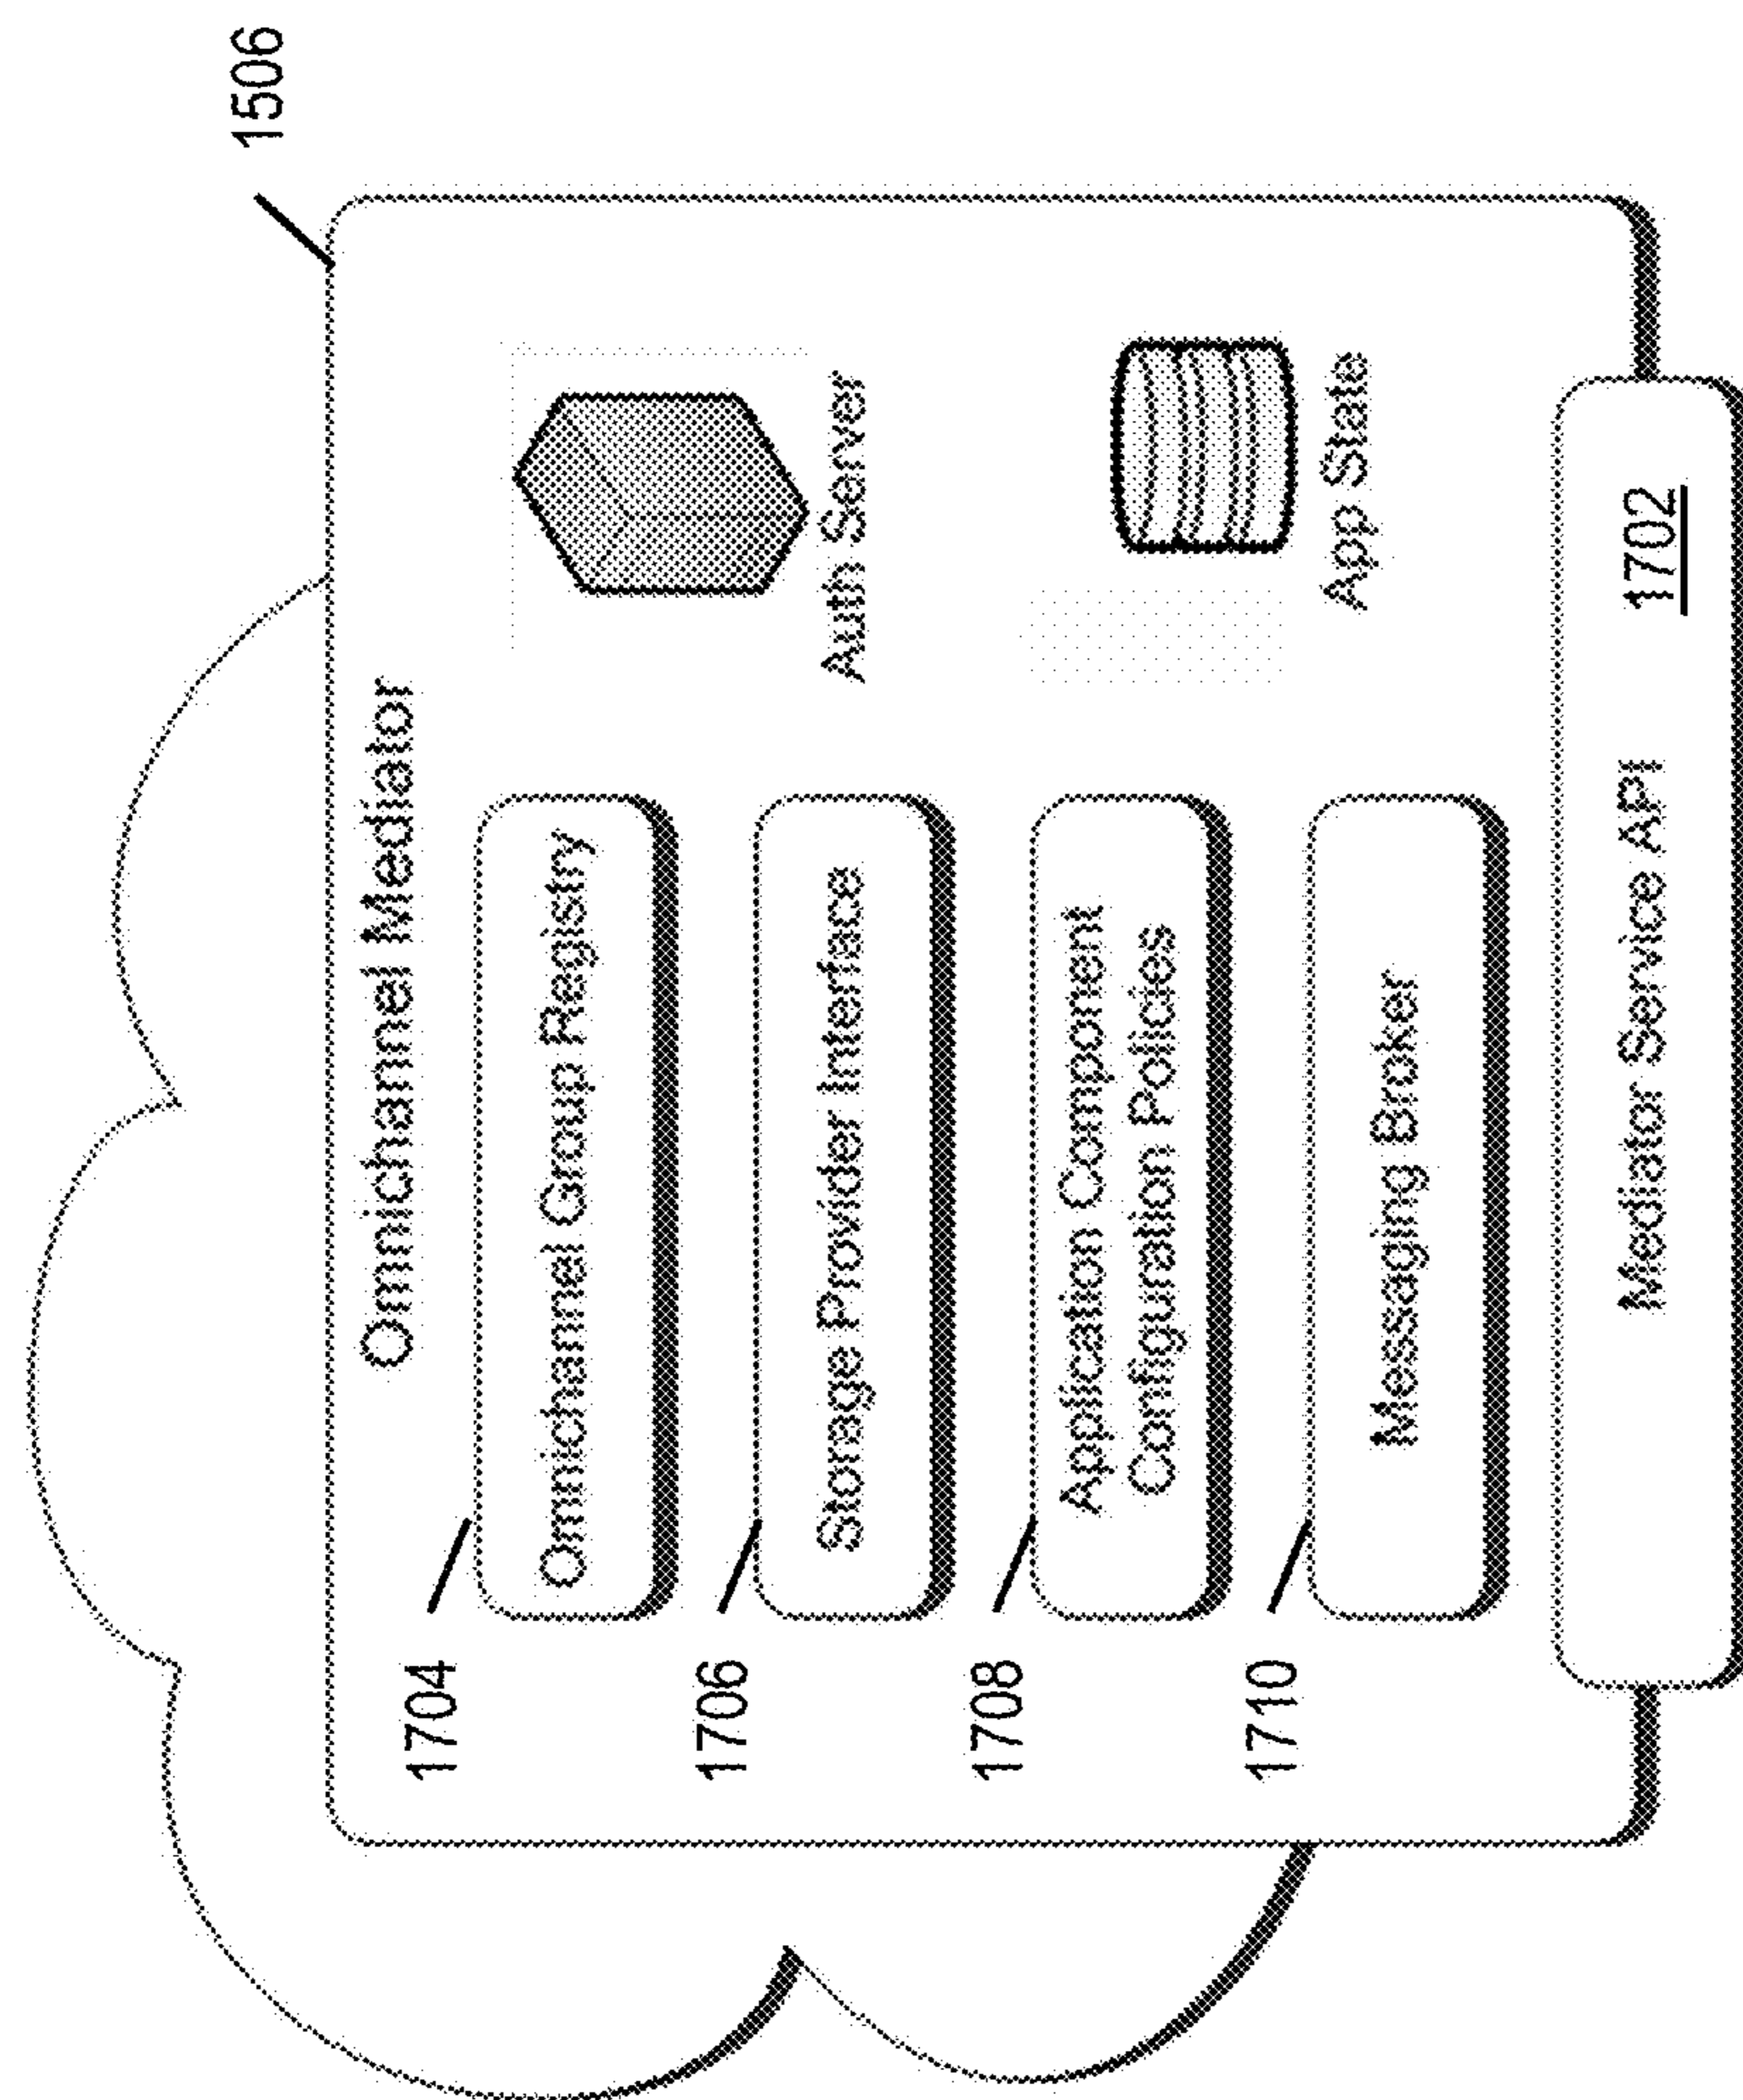 1506
Omnichannel Mediator
1704
Omnichannel Group Registry
Auth Server
1706
Storage Provider Interface
1708
Application Component
Configuration Policies
App State
1710
Messaging Broker
Mediator Service API
1702